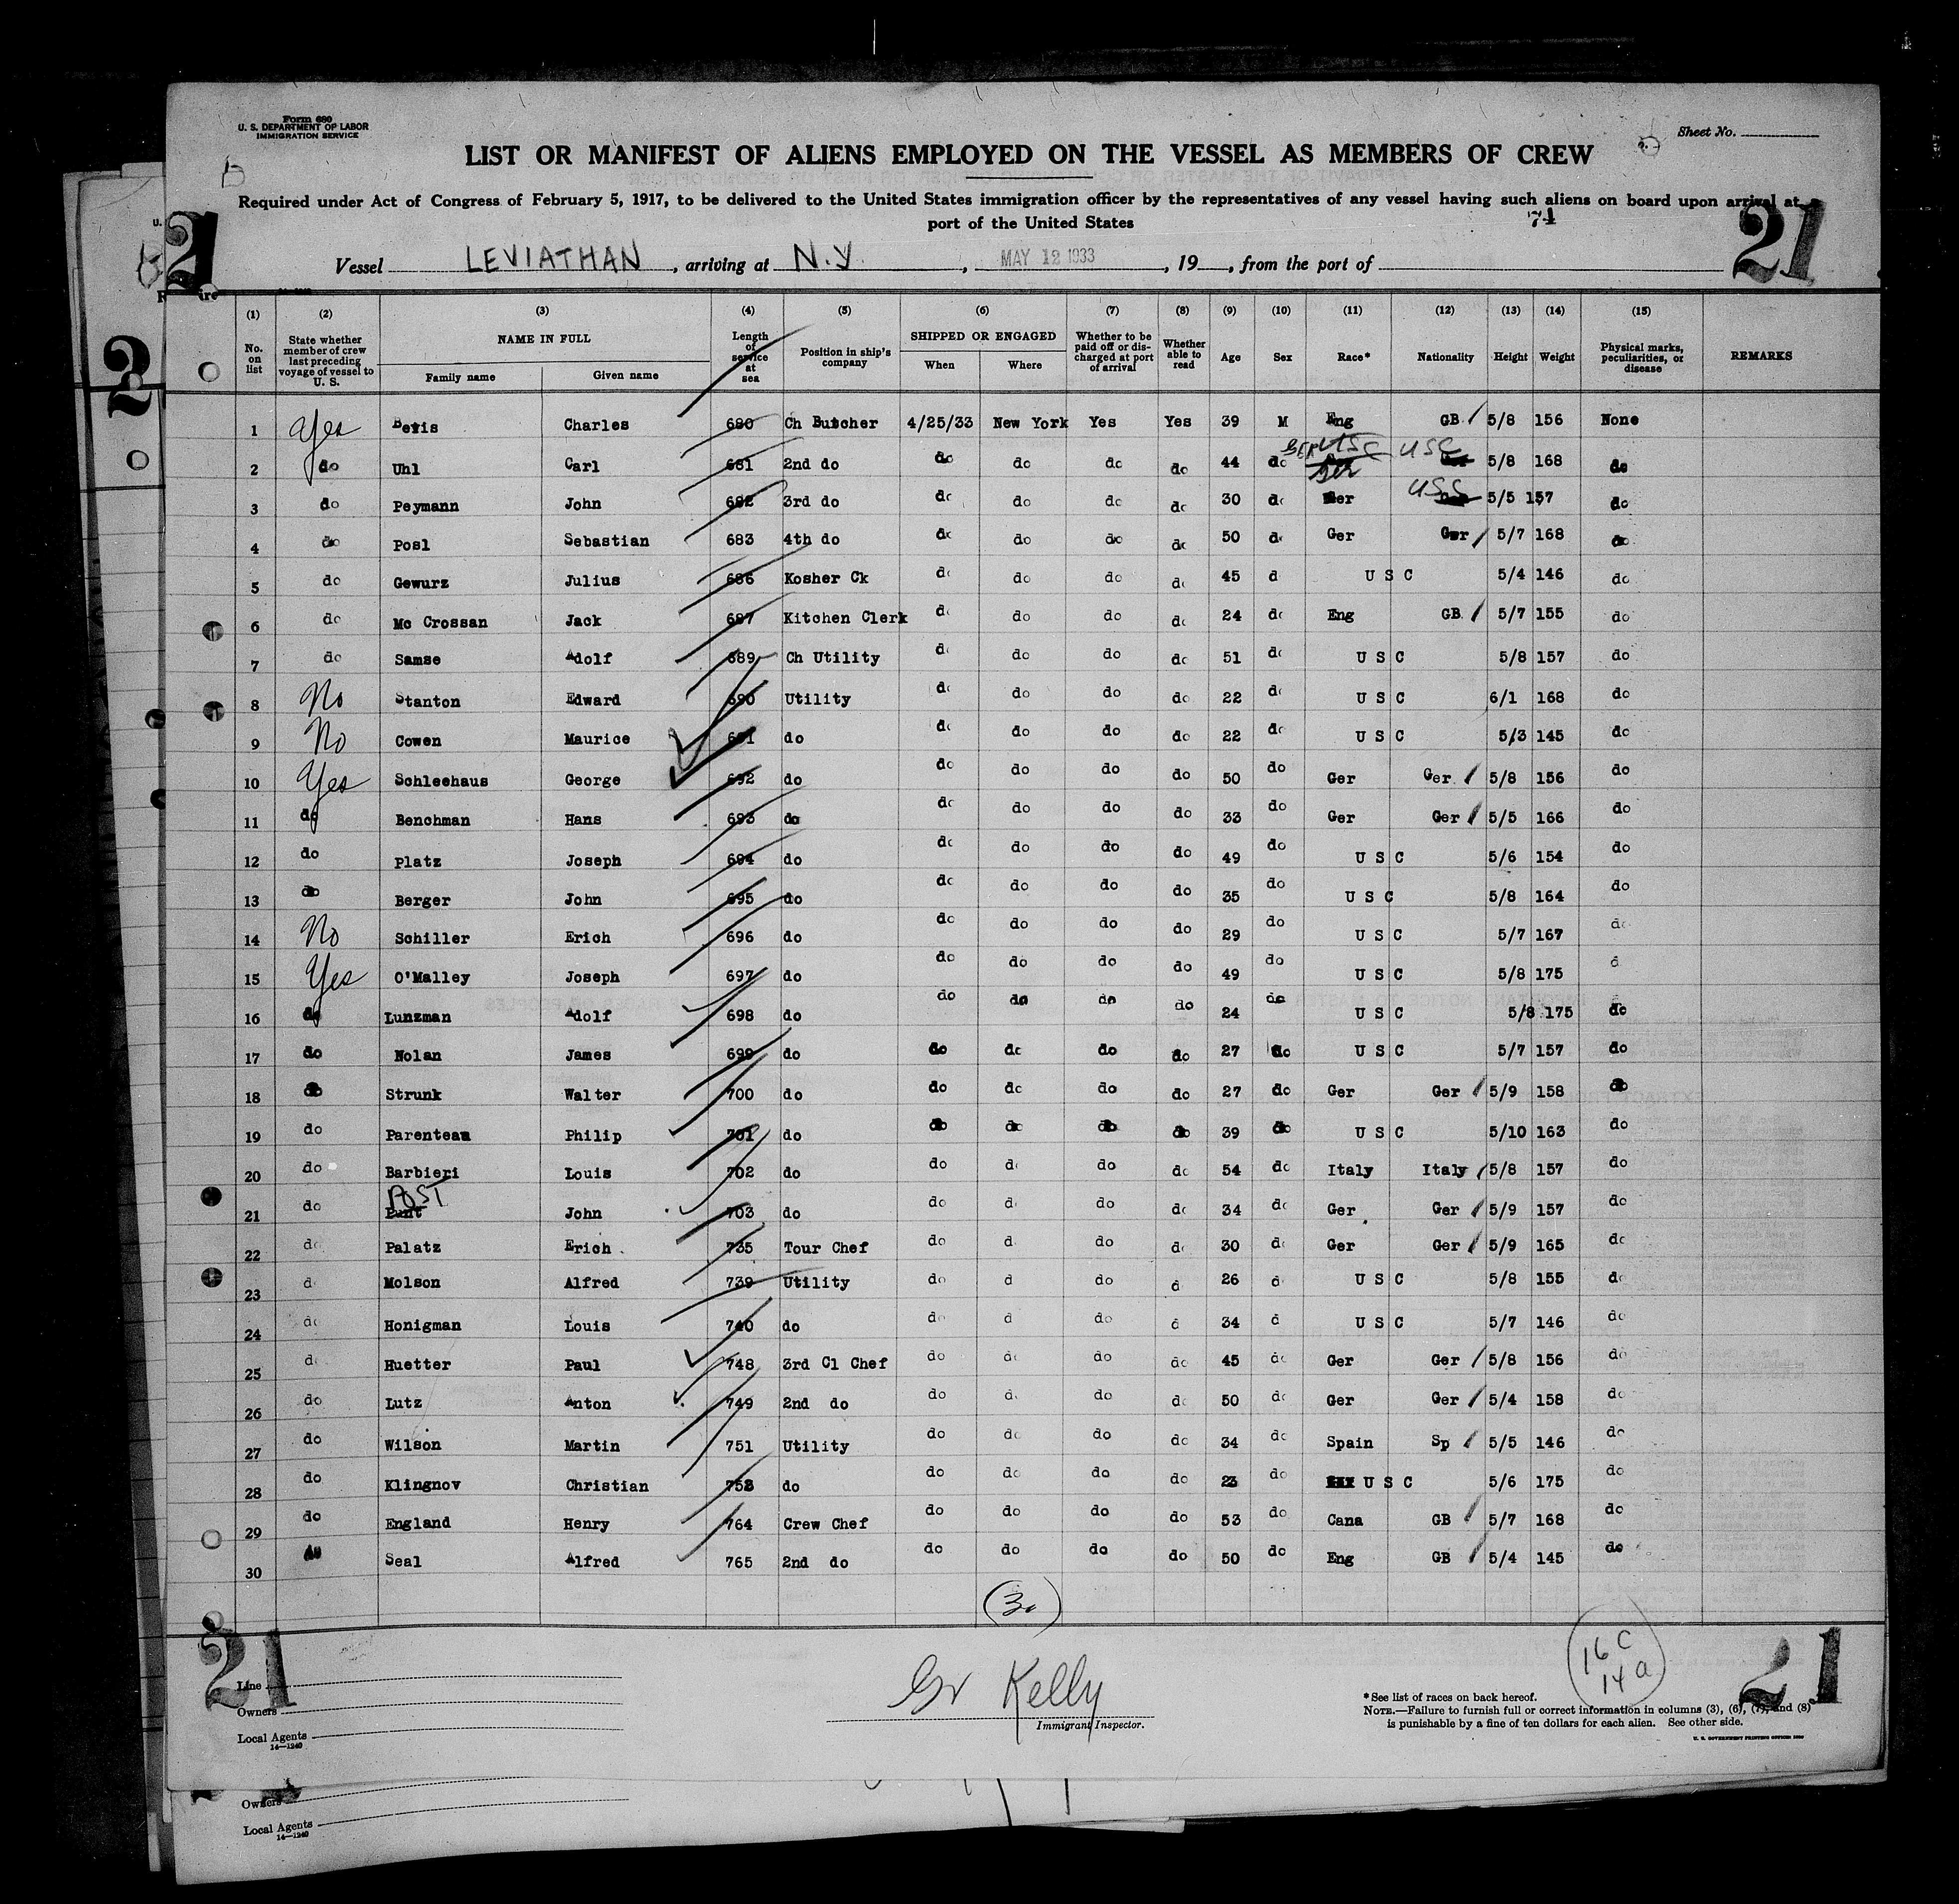 Form 680
U. S. DEPARTMENT OF LABOR
IMMIGRATION SERVICE
Sheet No.
LIST OR MANIFEST OF ALIENS EMPLOYED ON THE VESSEL AS MEMBERS OF CREW
Required under Act of Congress of February 5, 1917, to be delivered to the United States immigration officer by the representatives of any vessel having such aliens on board upon arrival at a
port of the United States
21 21
Vessel LEVIATHAN, arriving at N.Y., MAY 12 1933, 19 , from the port of
(1) (2) (3) (4) (5) (6) (7) (8) (9) (10) (11) (12) (13) (14) (15)
No. on list State whether member of crew last preceding voyage of vessel to U. S. NAME IN FULL Length of service at sea Position in ship's company SHIPPED OR ENGAGED Whether to be paid off or discharged at port of arrival Whether able to read Age Sex Race* Nationality Height Weight Physical marks, peculiarities, or disease REMARKS
Family name Given name When Where
1 Yes Charles 680 Ch Butcher 4/25/33 New York Yes Yes 39 M Eng GB 5/8 156 None
2 do Uhl Carl 681 2nd do do do do do 44 do Ger USC 5/8 168 do
3 do Peymann John 682 3rd do do do do do 30 do Ger USC 5/5 157 do
4 do Posl Sebastian 683 4th do do do do do 50 do Ger Ger 5/7 168 do
5 do Gewurz Julius 686 Kosher Ck do do do do 45 d U S C 5/4 146 do
6 do Mc Crossan Jack 687 Kitchen Clerk do do do do 24 do Eng GB 5/7 155 do
7 do Samse Adolf 689 Ch Utility do do do do 51 do U S C 5/8 157 do
8 No Stanton Edward 690 Utility do do do do 22 do U S C 6/1 168 do
9 No Cowen Maurice 691 do do do do do 22 do U S C 5/3 145 do
10 Yes Schleehaus George 692 do do do do do 50 do Ger Ger 5/8 156 do
11 do Benchman Hans 693 do do do do do 33 do Ger Ger 5/5 166 do
12 do Platz Joseph 694 do do do do do 49 do U S C 5/6 154 do
13 do Berger John 695 do do do do do 35 do U S C 5/8 164 do
14 No Schiller Erich 696 do do do do do 29 do U S C 5/7 167 do
15 Yes O'Malley Joseph 697 do do do do do 49 do U S C 5/8 175 d
16 do Lunzman Adolf 698 do do do do do 24 do U S C 5/8 175 do
17 do Nolan James 699 do do do do do 27 do U S C 5/7 157 do
18 do Strunk Walter 700 do do do do do 27 do Ger Ger 5/9 158 do
19 do Parenteau Philip 701 do do do do do 39 do U S C 5/10 163 do
20 do Barbieri Louis 702 do do d do do 54 do Italy Italy 5/8 157 do
POST
21 do Punt John 703 do do d do do 34 do Ger Ger 5/9 157 do
22 do Palatz Erich 735 Tour Chef do d do d 30 d Ger Ger 5/9 165 do
23 d Molson Alfred 739 Utility do d do d 26 d U S C 5/8 155 do
24 do Honigman Louis 740 do do d do d 34 d U S C 5/7 146 do
25 d Huetter Paul 748 3rd Cl Chef do d do do 45 do Ger Ger 5/8 156 do
26 do Lutz Anton 749 2nd do do d do d 50 do Ger Ger 5/4 158 do
27 do Wilson Martin 751 Utility do do do do 34 do Spain Sp 5/5 146 do
28 do Klingnov Christian 752 do do do do do 23 do U S C 5/6 175 do
29 do England Henry 764 Crew Chef do do do do 53 do Cana GB 5/7 168 do
30 do Seal Alfred 765 2nd do do do do do 50 do Eng GB 5/4 145 do
(30)
21 21
16 C
14 a
Line
Owners
Local Agents
14—1240
Kelly
Immigrant Inspector.
*See list of races on back hereof.
NOTE.—Failure to furnish full or correct information in columns (3), (6), (7), and (8)
is punishable by a fine of ten dollars for each alien. See other side.
Owners
Local Agents
14—1240